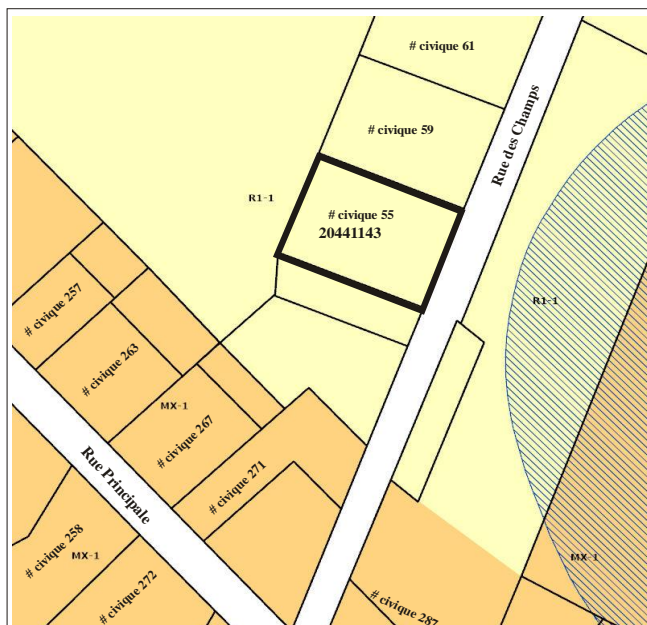 # civique 61
Rue des Champs
# civique 59
R1-1
# civique 55
20441143
# civique 257
R1-1
# civique 263
MX-1
# civique 267
Rue Principale
# civique 271
# civique 258
MX-1
MX-1
# civique 272
# civique 287